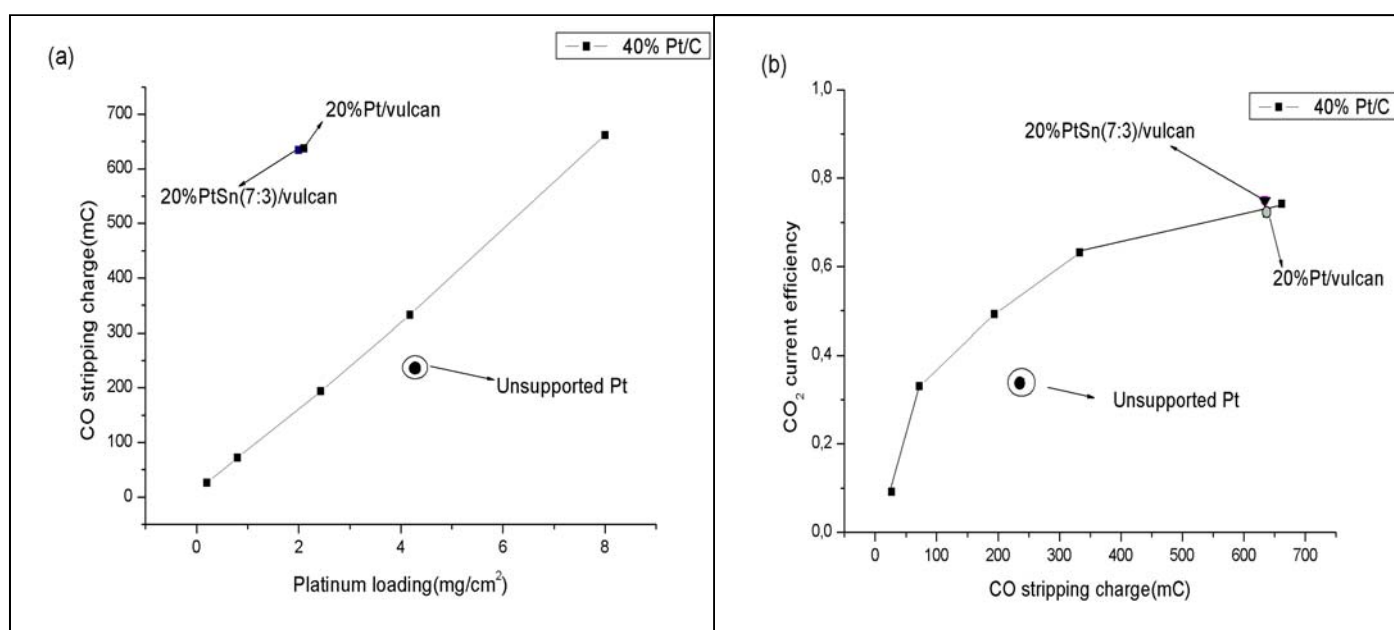 (a)
40% Pt/C
700
600
500
400
300
200
100
0
CO stripping charge(mC)
20%Pt/vulcan
20%PtSn(7:3)/vulcan
Unsupported Pt
0 2 4 6 8
Platinum loading(mg/cm²)
(b)
40% Pt/C
1,0
0,8
0,6
0,4
0,2
0,0
CO₂ current efficiency
20%PtSn(7:3)/vulcan
20%Pt/vulcan
Unsupported Pt
0 100 200 300 400 500 600 700
CO stripping charge(mC)